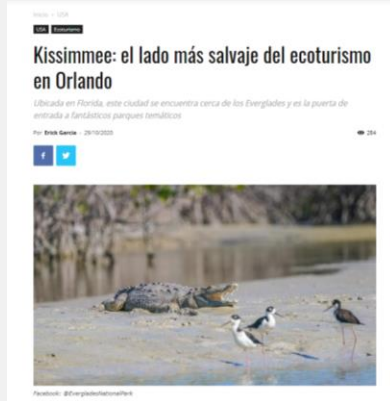 Inicio › USA
USA Ecoturismo
Kissimmee: el lado más salvaje del ecoturismo
en Orlando
Ubicada en Florida, este ciudad se encuentra cerca de los Everglades y es la puerta de
entrada a fantásticos parques temáticos
Por Erick Garcia - 29/10/2020
284
Facebook: @EvergladesNationalPark